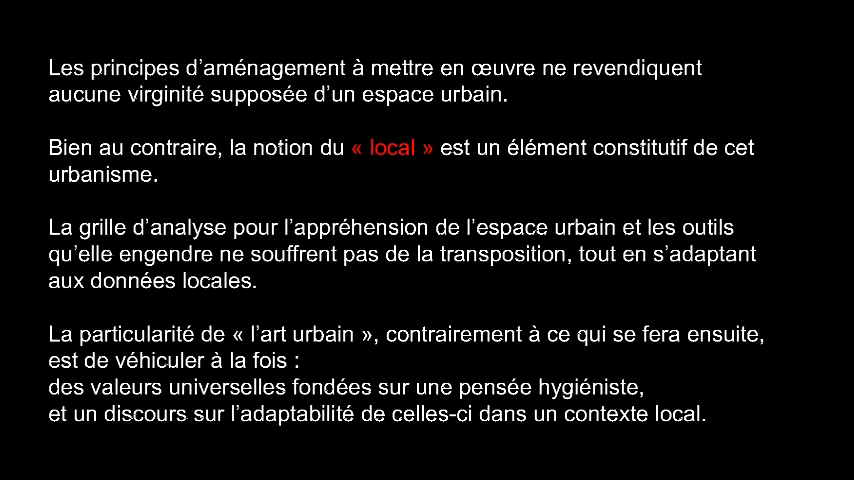 Les principes d’aménagement à mettre en œuvre ne revendiquent
aucune virginité supposée d’un espace urbain.
Bien au contraire, la notion du « local » est un élément constitutif de cet
urbanisme.
La grille d’analyse pour l’appréhension de l’espace urbain et les outils
qu’elle engendre ne souffrent pas de la transposition, tout en s’adaptant
aux données locales.
La particularité de « l’art urbain », contrairement à ce qui se fera ensuite,
est de véhiculer à la fois :
des valeurs universelles fondées sur une pensée hygiéniste,
et un discours sur l’adaptabilité de celles-ci dans un contexte local.